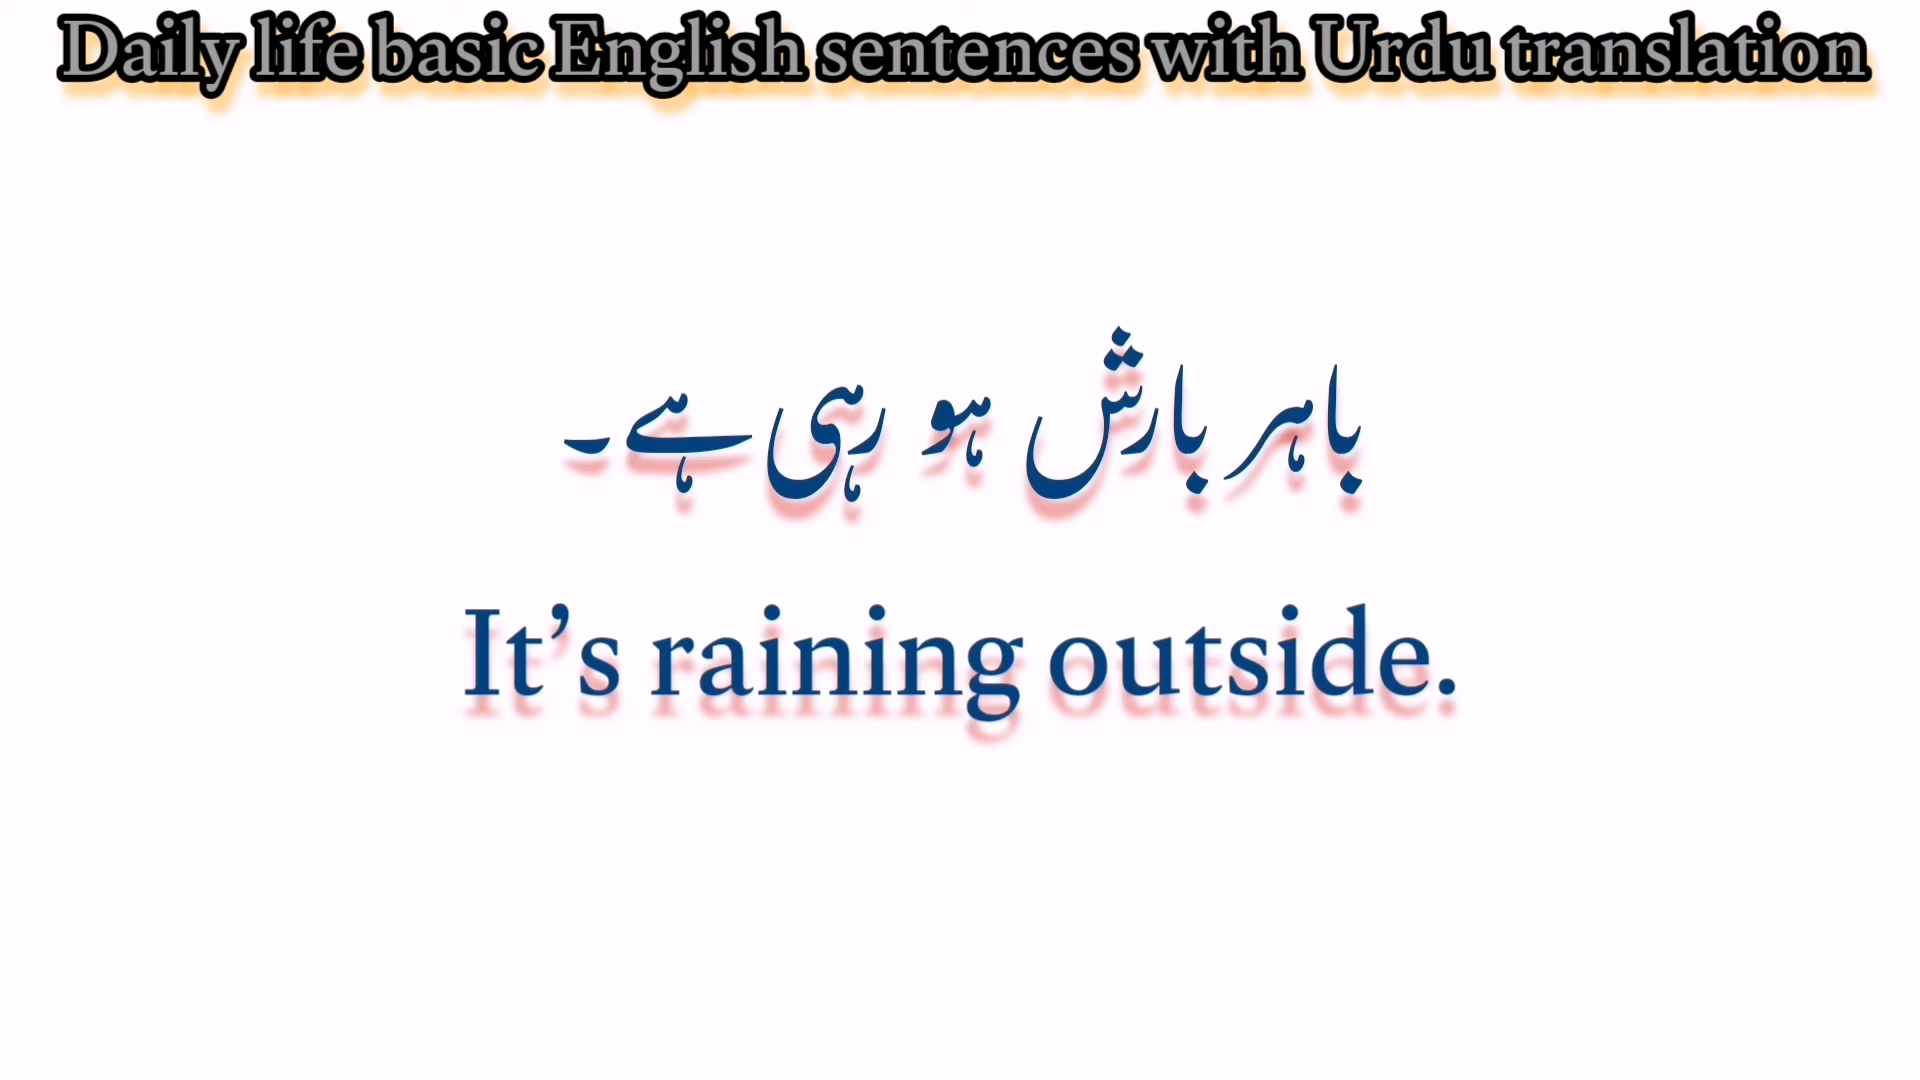 Daily life basic English sentences with Urdu translation
باہر بارش ہو رہی ہے۔
It’s raining outside.